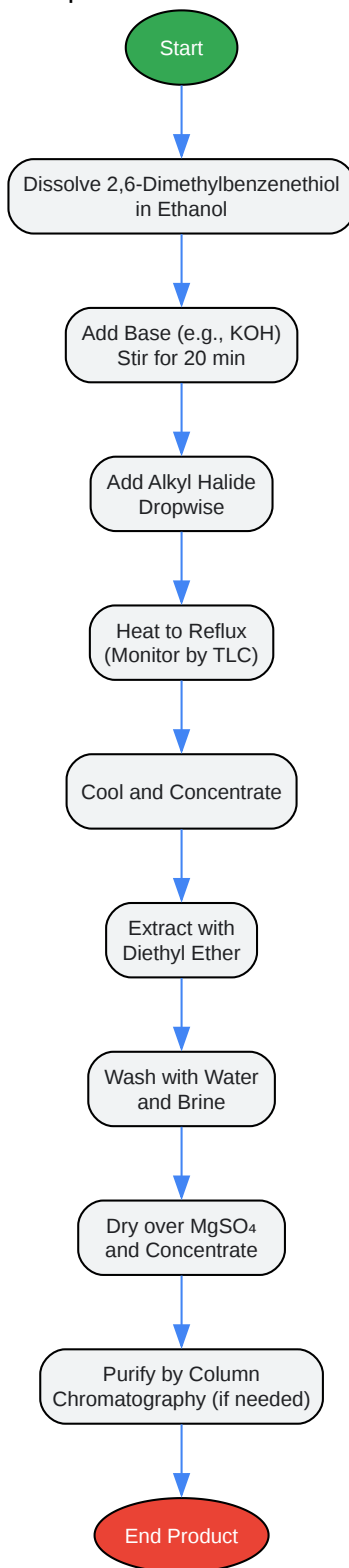 Start
Dissolve 2,6-Dimethylbenzenethiol
in Ethanol
Add Base (e.g., KOH)
Stir for 20 min
Add Alkyl Halide
Dropwise
Heat to Reflux
(Monitor by TLC)
Cool and Concentrate
Extract with
Diethyl Ether
Wash with Water
and Brine
Dry over MgSO₄
and Concentrate
Purify by Column
Chromatography (if needed)
End Product